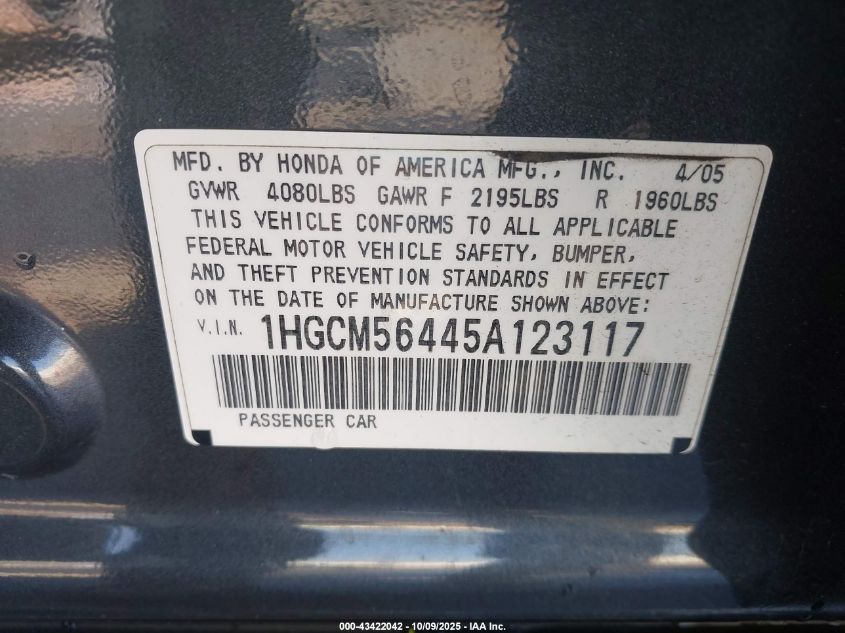 MFD. BY HONDA OF AMERICA MFG., INC. 4/05
GVWR 4080LBS GAWR F 2195LBS R 1960LBS
THIS VEHICLE CONFORMS TO ALL APPLICABLE
FEDERAL MOTOR VEHICLE SAFETY, BUMPER,
AND THEFT PREVENTION STANDARDS IN EFFECT
ON THE DATE OF MANUFACTURE SHOWN ABOVE:
V.I.N. 1HGCM56445A123117
PASSENGER CAR
000-43422042 - 10/09/2025 - IAA Inc.